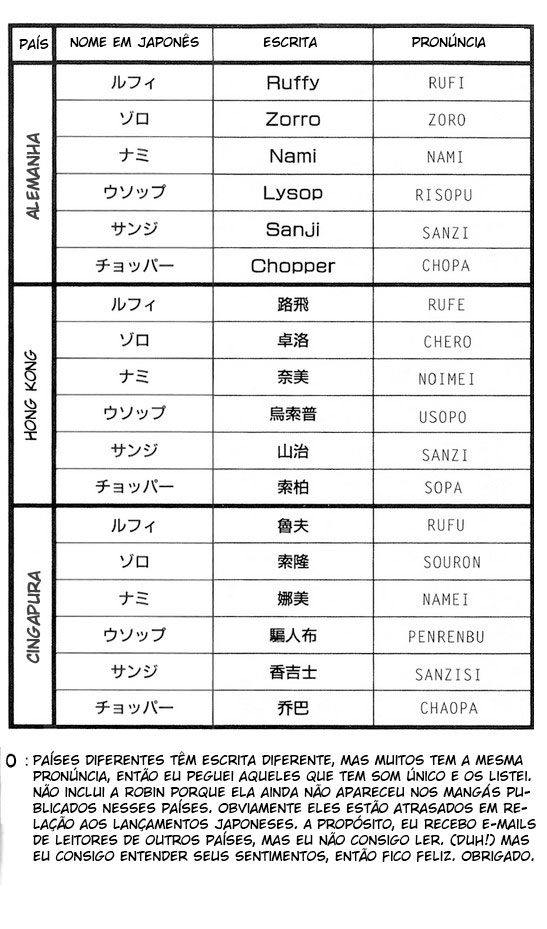 PAÍS NOME EM JAPONÊS ESCRITA PRONÚNCIA
ALEMANHA
ルフィ Ruffy RUFI
ゾロ Zorro ZORO
ナミ Nami NAMI
ウソップ Lysop RISOPU
サンジ Sanji SANZI
チョッパー Chopper CHOPA
HONG KONG
ルフィ 路飛 RUFE
ゾロ 卓洛 CHERO
ナミ 奈美 NOIMEI
ウソップ 烏索普 USOPO
サンジ 山治 SANZI
チョッパー 索柏 SOPA
CINGAPURA
ルフィ 魯夫 RUFU
ゾロ 索隆 SOURON
ナミ 娜美 NAMEI
ウソップ 騙人布 PENRENBU
サンジ 香吉士 SANZISI
チョッパー 乔巴 CHAOPA
O : PAÍSES DIFERENTES TÊM ESCRITA DIFERENTE, MAS MUITOS TEM A MESMA
PRONÚNCIA, ENTÃO EU PEGUEI AQUELES QUE TEM SOM ÚNICO E OS LISTEI.
NÃO INCLUI A ROBIN PORQUE ELA AINDA NÃO APARECEU NOS MANGÁS PU-
BLICADOS NESSES PAÍSES. OBVIAMENTE ELES ESTÃO ATRASADOS EM RE-
LAÇÃO AOS LANÇAMENTOS JAPONESES. A PROPÓSITO, EU RECEBO E-MAILS
DE LEITORES DE OUTROS PAÍSES, MAS EU NÃO CONSIGO LER. (DUH!) MAS
EU CONSIGO ENTENDER SEUS SENTIMENTOS, ENTÃO FICO FELIZ. OBRIGADO.